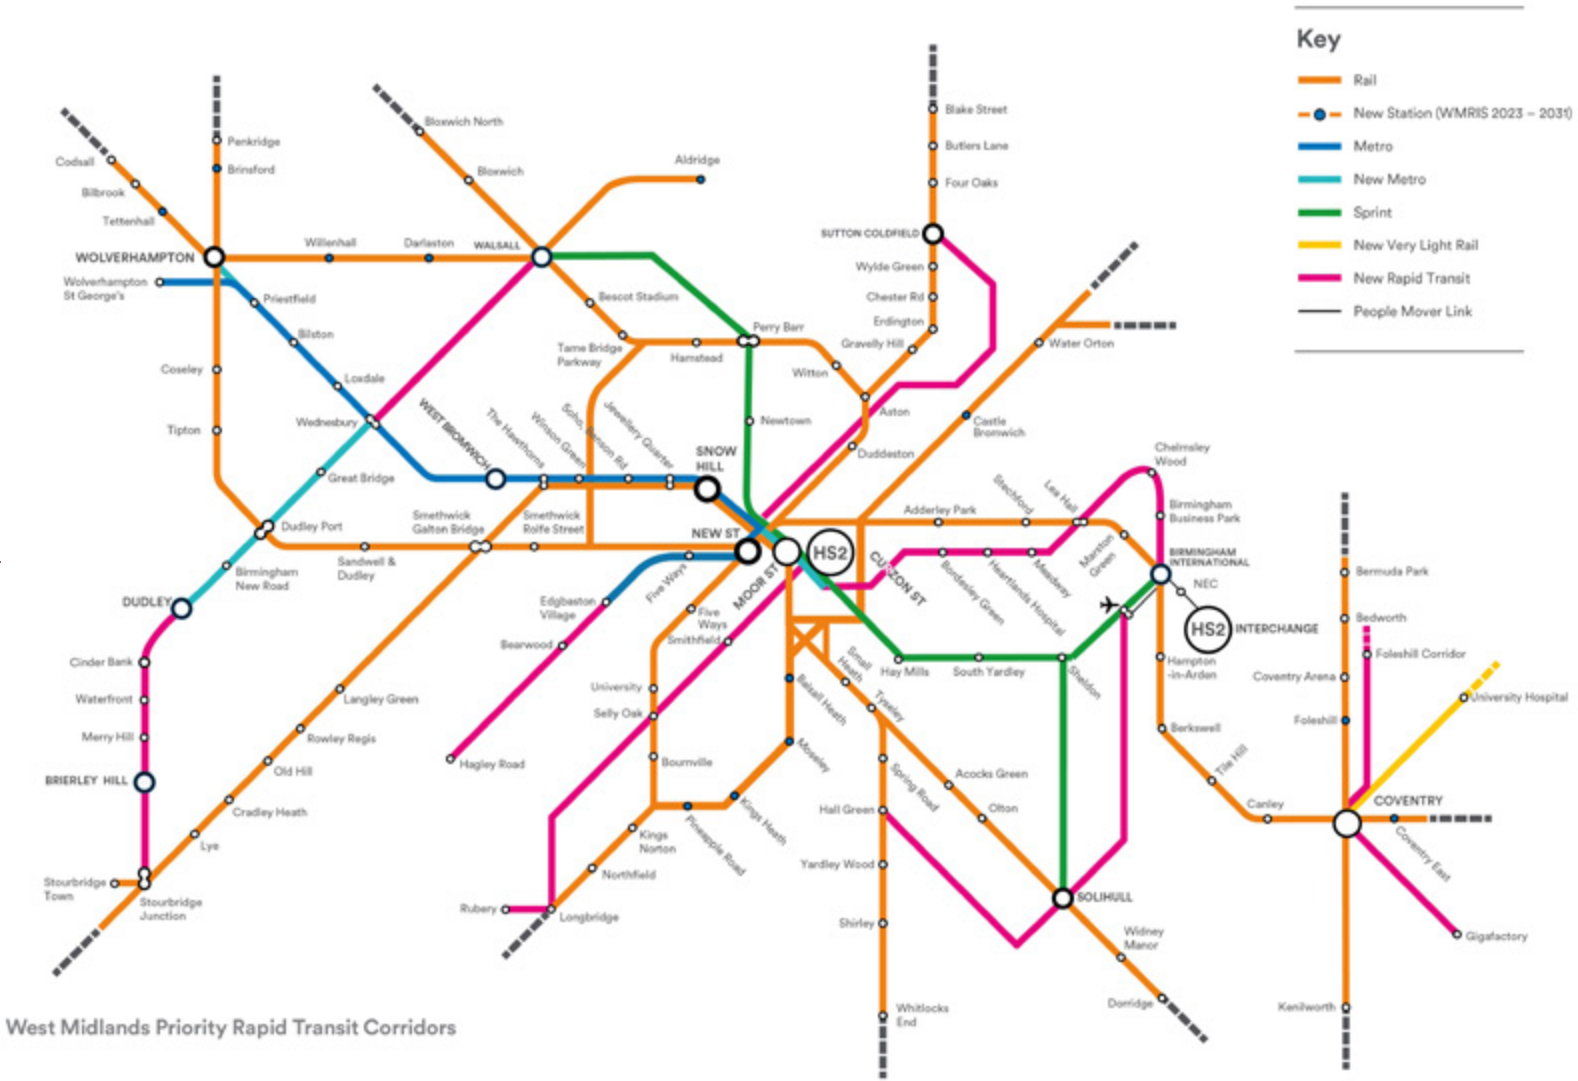 Key
Rail
New Station (WMRIS 2023 – 2031)
Metro
New Metro
Sprint
New Very Light Rail
New Rapid Transit
People Mover Link
Blake Street
Butlers Lane
Four Oaks
SUTTON COLDFIELD
Wylde Green
Chester Rd
Erdington
Gravelly Hill
Bloxwich North
Bloxwich
Aldridge
Penkridge
Brinsford
Codsall
Bilbrook
Tettenhall
WOLVERHAMPTON
Willenhall
Darlaston
WALSALL
Wolverhampton
St George's
Priestfield
Bilston
Loxdale
Wednesbury
Coseley
Tipton
Great Bridge
Dudley Port
Birmingham
New Road
DUDLEY
Bescot Stadium
Tame Bridge
Parkway
Hamstead
Perry Barr
Witton
Aston
Newtown
Duddeston
Water Orton
Castle
Bromwich
WEST BROMWICH
The Hawthorns
Winson Green
Soho, Benson Rd
Jewellery Quarter
SNOW
HILL
Smethwick
Galton Bridge
Smethwick
Rolfe Street
Sandwell &
Dudley
NEW ST
MOOR ST
HS2
CURZON ST
Adderley Park
Stechford
Lea Hall
Chelmsley
Wood
Birmingham
Business Park
Marston
Green
BIRMINGHAM
INTERNATIONAL
NEC
HS2
INTERCHANGE
Bordesley Green
Heartlands Hospital
Meadway
Hay Mills
South Yardley
Sheldon
Hampton
-in-Arden
Berkswell
Tile Hill
Canley
COVENTRY
Coventry East
Gigafactory
Kenilworth
Bermuda Park
Bedworth
Foleshill Corridor
Coventry Arena
Foleshill
University Hospital
Five Ways
Edgbaston
Village
Bearwood
Hagley Road
Five
Ways
Smithfield
University
Selly Oak
Bournville
Kings
Norton
Northfield
Longbridge
Rubery
Pineapple Road
Kings Heath
Moseley
Balsall Heath
Small
Heath
Tyseley
Spring Road
Hall Green
Yardley Wood
Shirley
Whitlocks
End
Acocks Green
Olton
SOLIHULL
Widney
Manor
Dorridge
Cinder Bank
Waterfront
Merry Hill
BRIERLEY HILL
Langley Green
Rowley Regis
Old Hill
Cradley Heath
Lye
Stourbridge
Town
Stourbridge
Junction
West Midlands Priority Rapid Transit Corridors